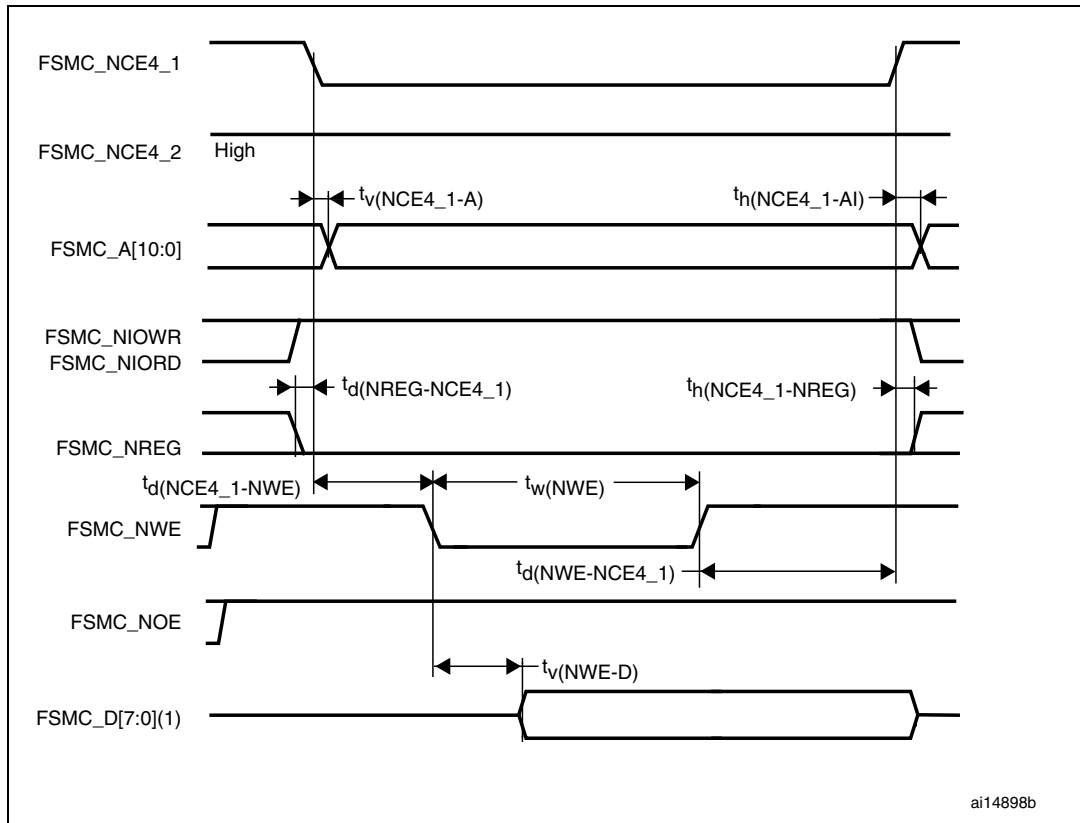 FSMC_NCE4_1
FSMC_NCE4_2
High
tv(NCE4_1-A)
th(NCE4_1-AI)
FSMC_A[10:0]
FSMC_NIOWR
FSMC_NIORD
td(NREG-NCE4_1)
th(NCE4_1-NREG)
FSMC_NREG
td(NCE4_1-NWE)
tw(NWE)
FSMC_NWE
td(NWE-NCE4_1)
FSMC_NOE
tv(NWE-D)
FSMC_D[7:0](1)
ai14898b